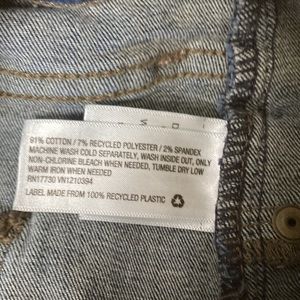 91% COTTON / 7% RECYCLED POLYESTER / 2% SPANDEX
MACHINE WASH COLD SEPARATELY, WASH INSIDE OUT, ONLY
NON-CHLORINE BLEACH WHEN NEEDED, TUMBLE DRY LOW
WARM IRON WHEN NEEDED
RN17730 VN1210394
LABEL MADE FROM 100% RECYCLED PLASTIC